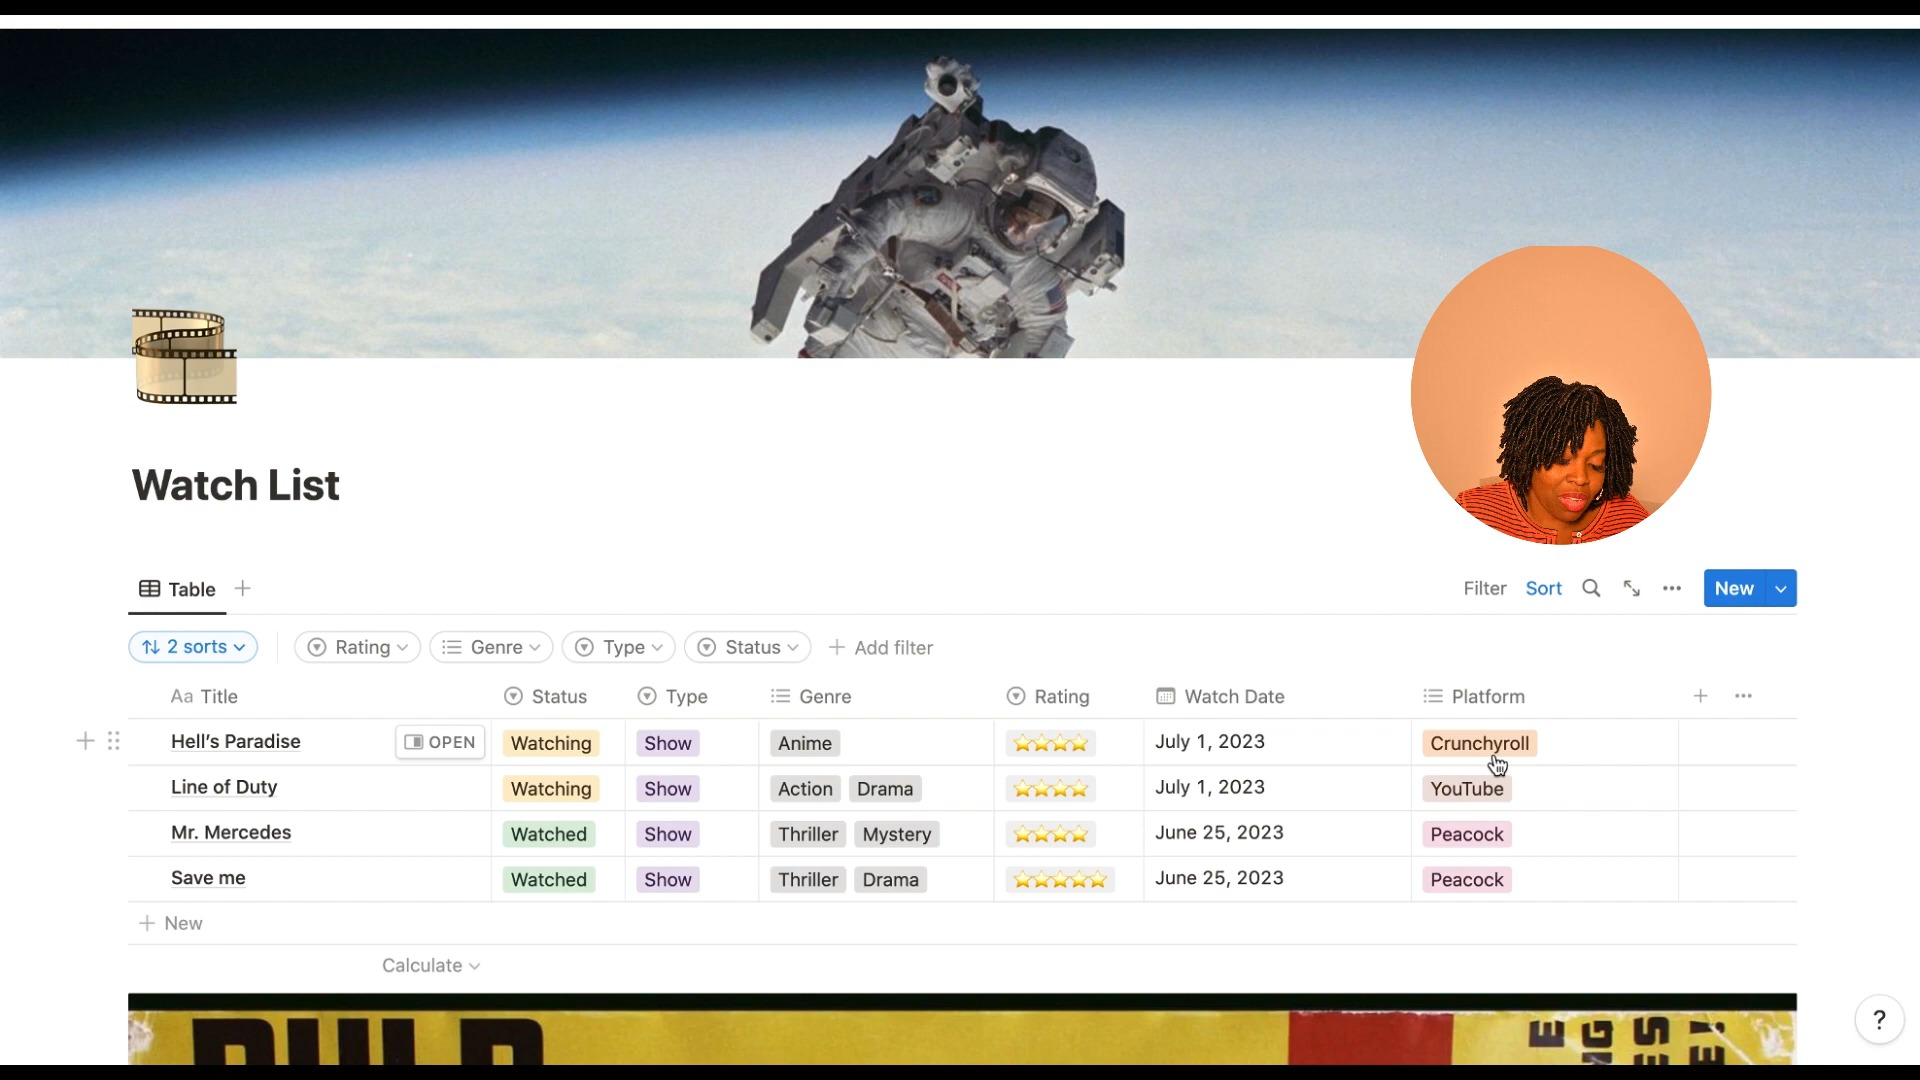 Watch List
Table
Filter Sort New
2 sorts Rating Genre Type Status Add filter
Aa Title Status Type Genre Rating Watch Date Platform
Hell's Paradise OPEN Watching Show Anime July 1, 2023 Crunchyroll
Line of Duty Watching Show Action Drama July 1, 2023 YouTube
Mr. Mercedes Watched Show Thriller Mystery June 25, 2023 Peacock
Save me Watched Show Thriller Drama June 25, 2023 Peacock
New
Calculate
?